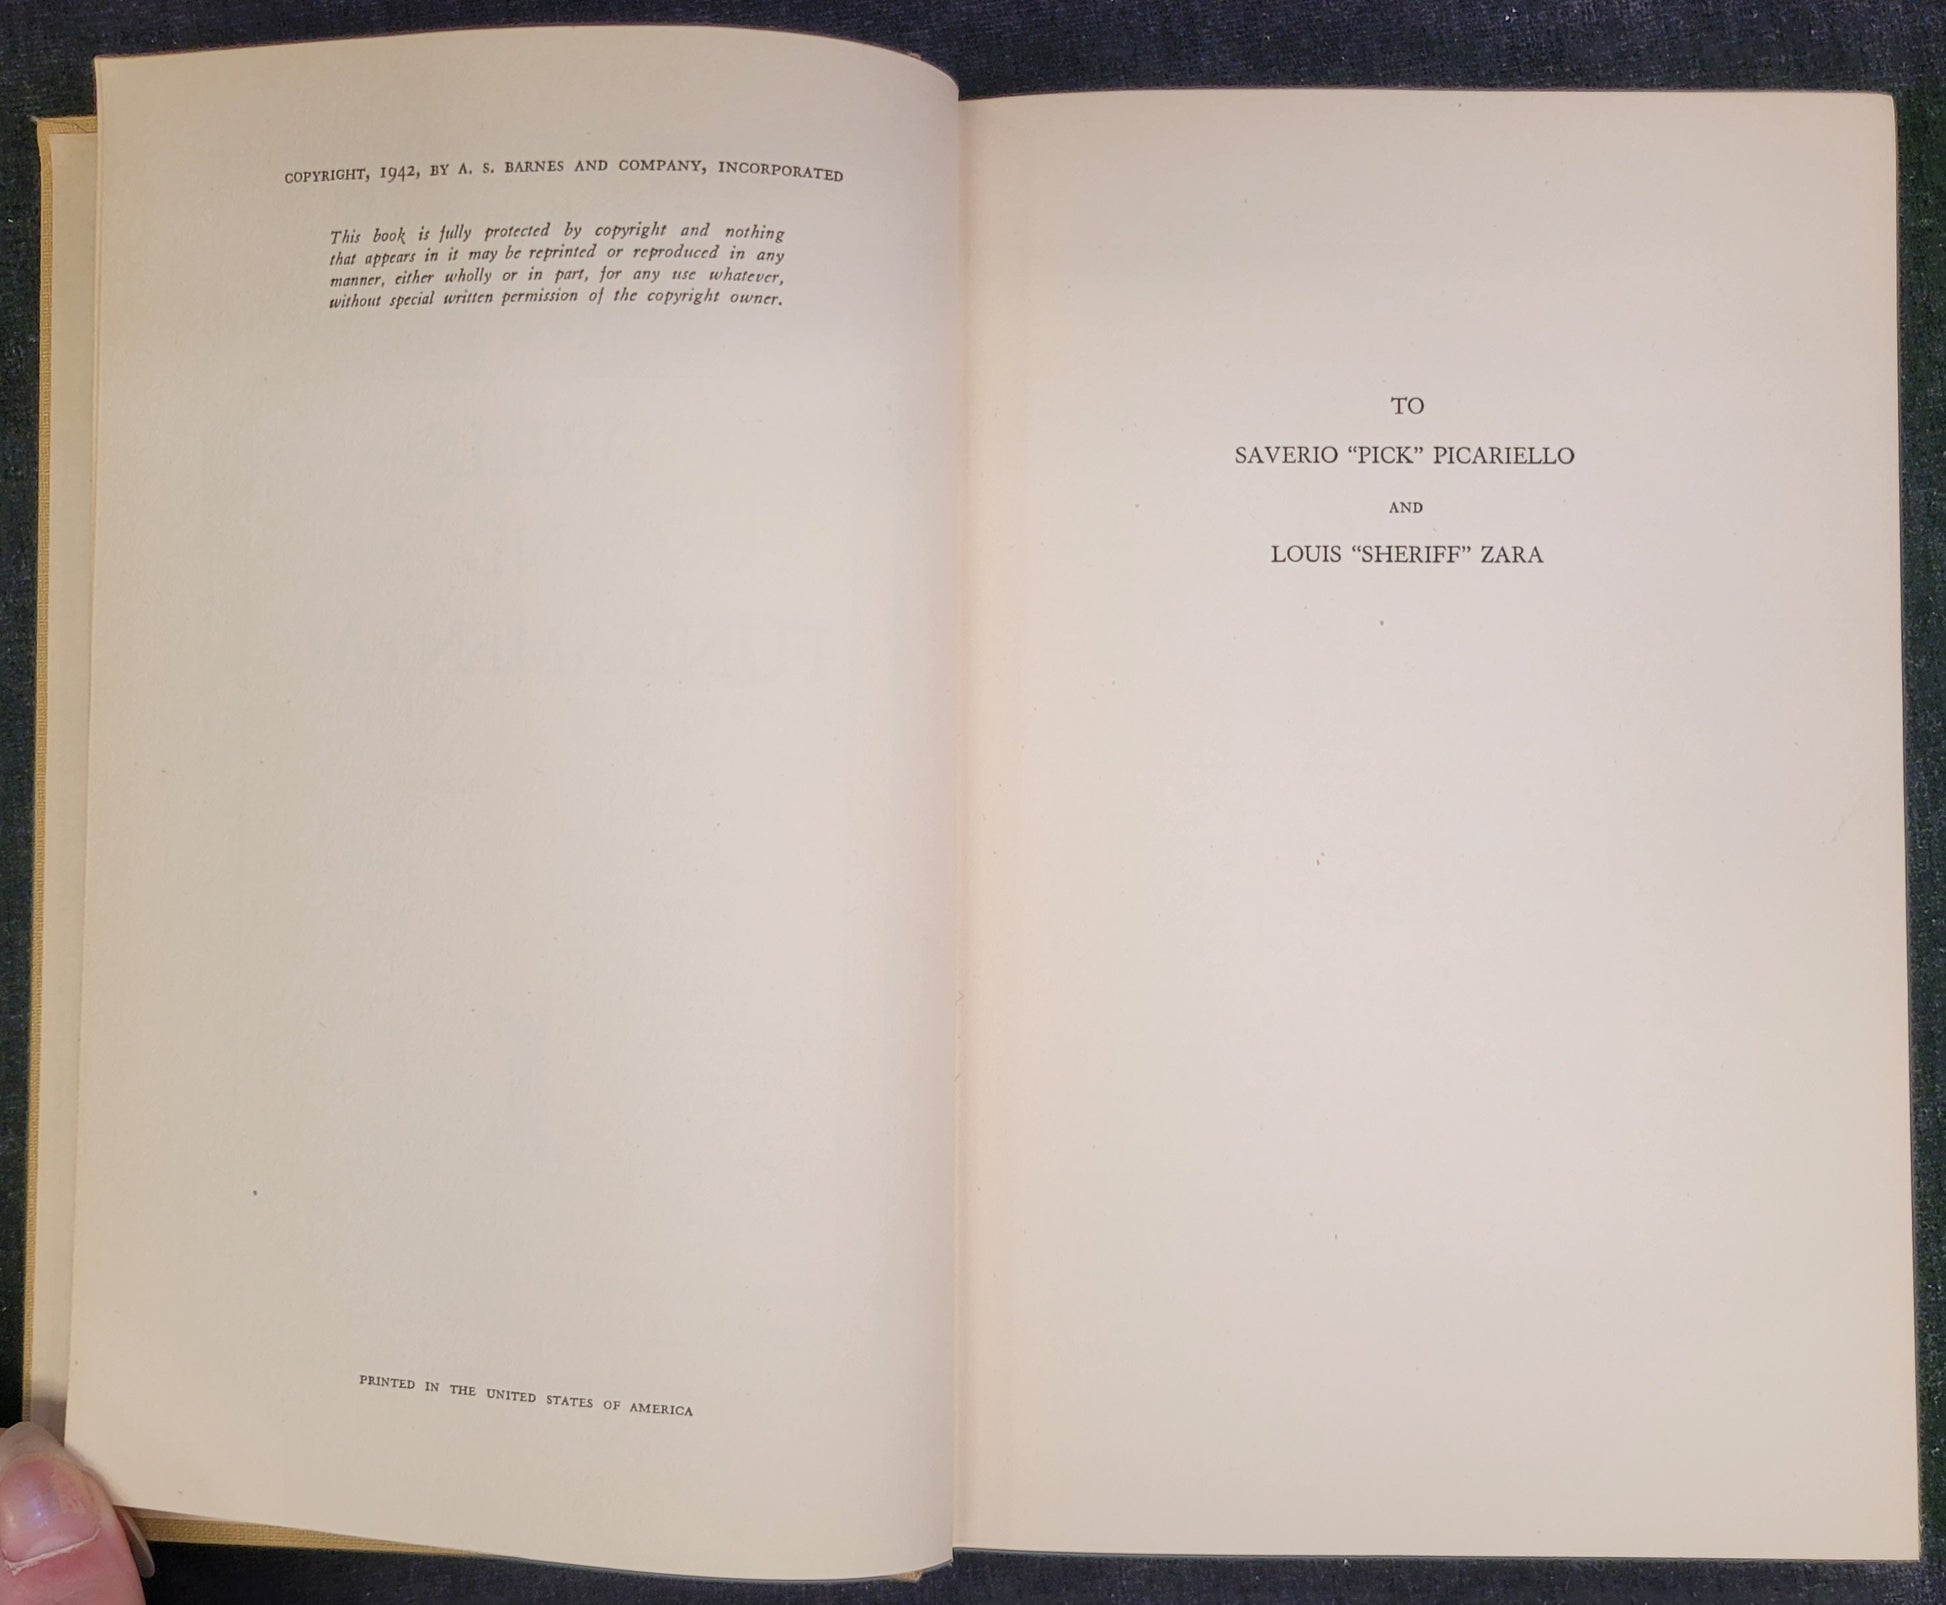 COPYRIGHT, 1942, BY A. S. BARNES AND COMPANY, INCORPORATED
This book is fully protected by copyright and nothing
that appears in it may be reprinted or reproduced in any
manner, either wholly or in part, for any use whatever,
without special written permission of the copyright owner.
PRINTED IN THE UNITED STATES OF AMERICA
TO
SAVERIO “PICK” PICARIELLO
AND
LOUIS “SHERIFF” ZARA